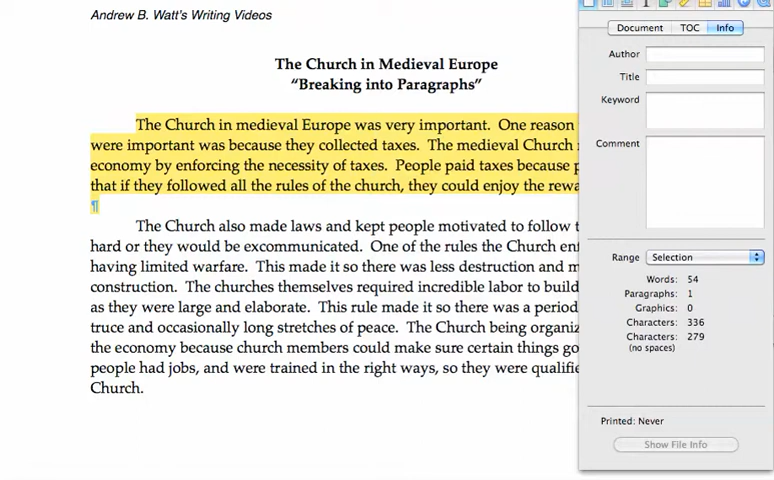 Andrew B. Watt's Writing Videos
The Church in Medieval Europe
“Breaking into Paragraphs”
The Church in medieval Europe was very important. One reason
were important was because they collected taxes. The medieval Church
economy by enforcing the necessity of taxes. People paid taxes because
that if they followed all the rules of the church, they could enjoy the
¶
The Church also made laws and kept people motivated to follow
hard or they would be excommunicated. One of the rules the Church
having limited warfare. This made it so there was less destruction and
construction. The churches themselves required incredible labor to build
as they were large and elaborate. This rule made it so there was a period
truce and occasionally long stretches of peace. The Church being
the economy because church members could make sure certain things
people had jobs, and were trained in the right ways, so they were
Church.
Document TOC Info
Author
Title
Keyword
Comment
Range Selection
Words: 54
Paragraphs: 1
Graphics: 0
Characters: 336
Characters: 279
(no spaces)
Printed: Never
Show File Info